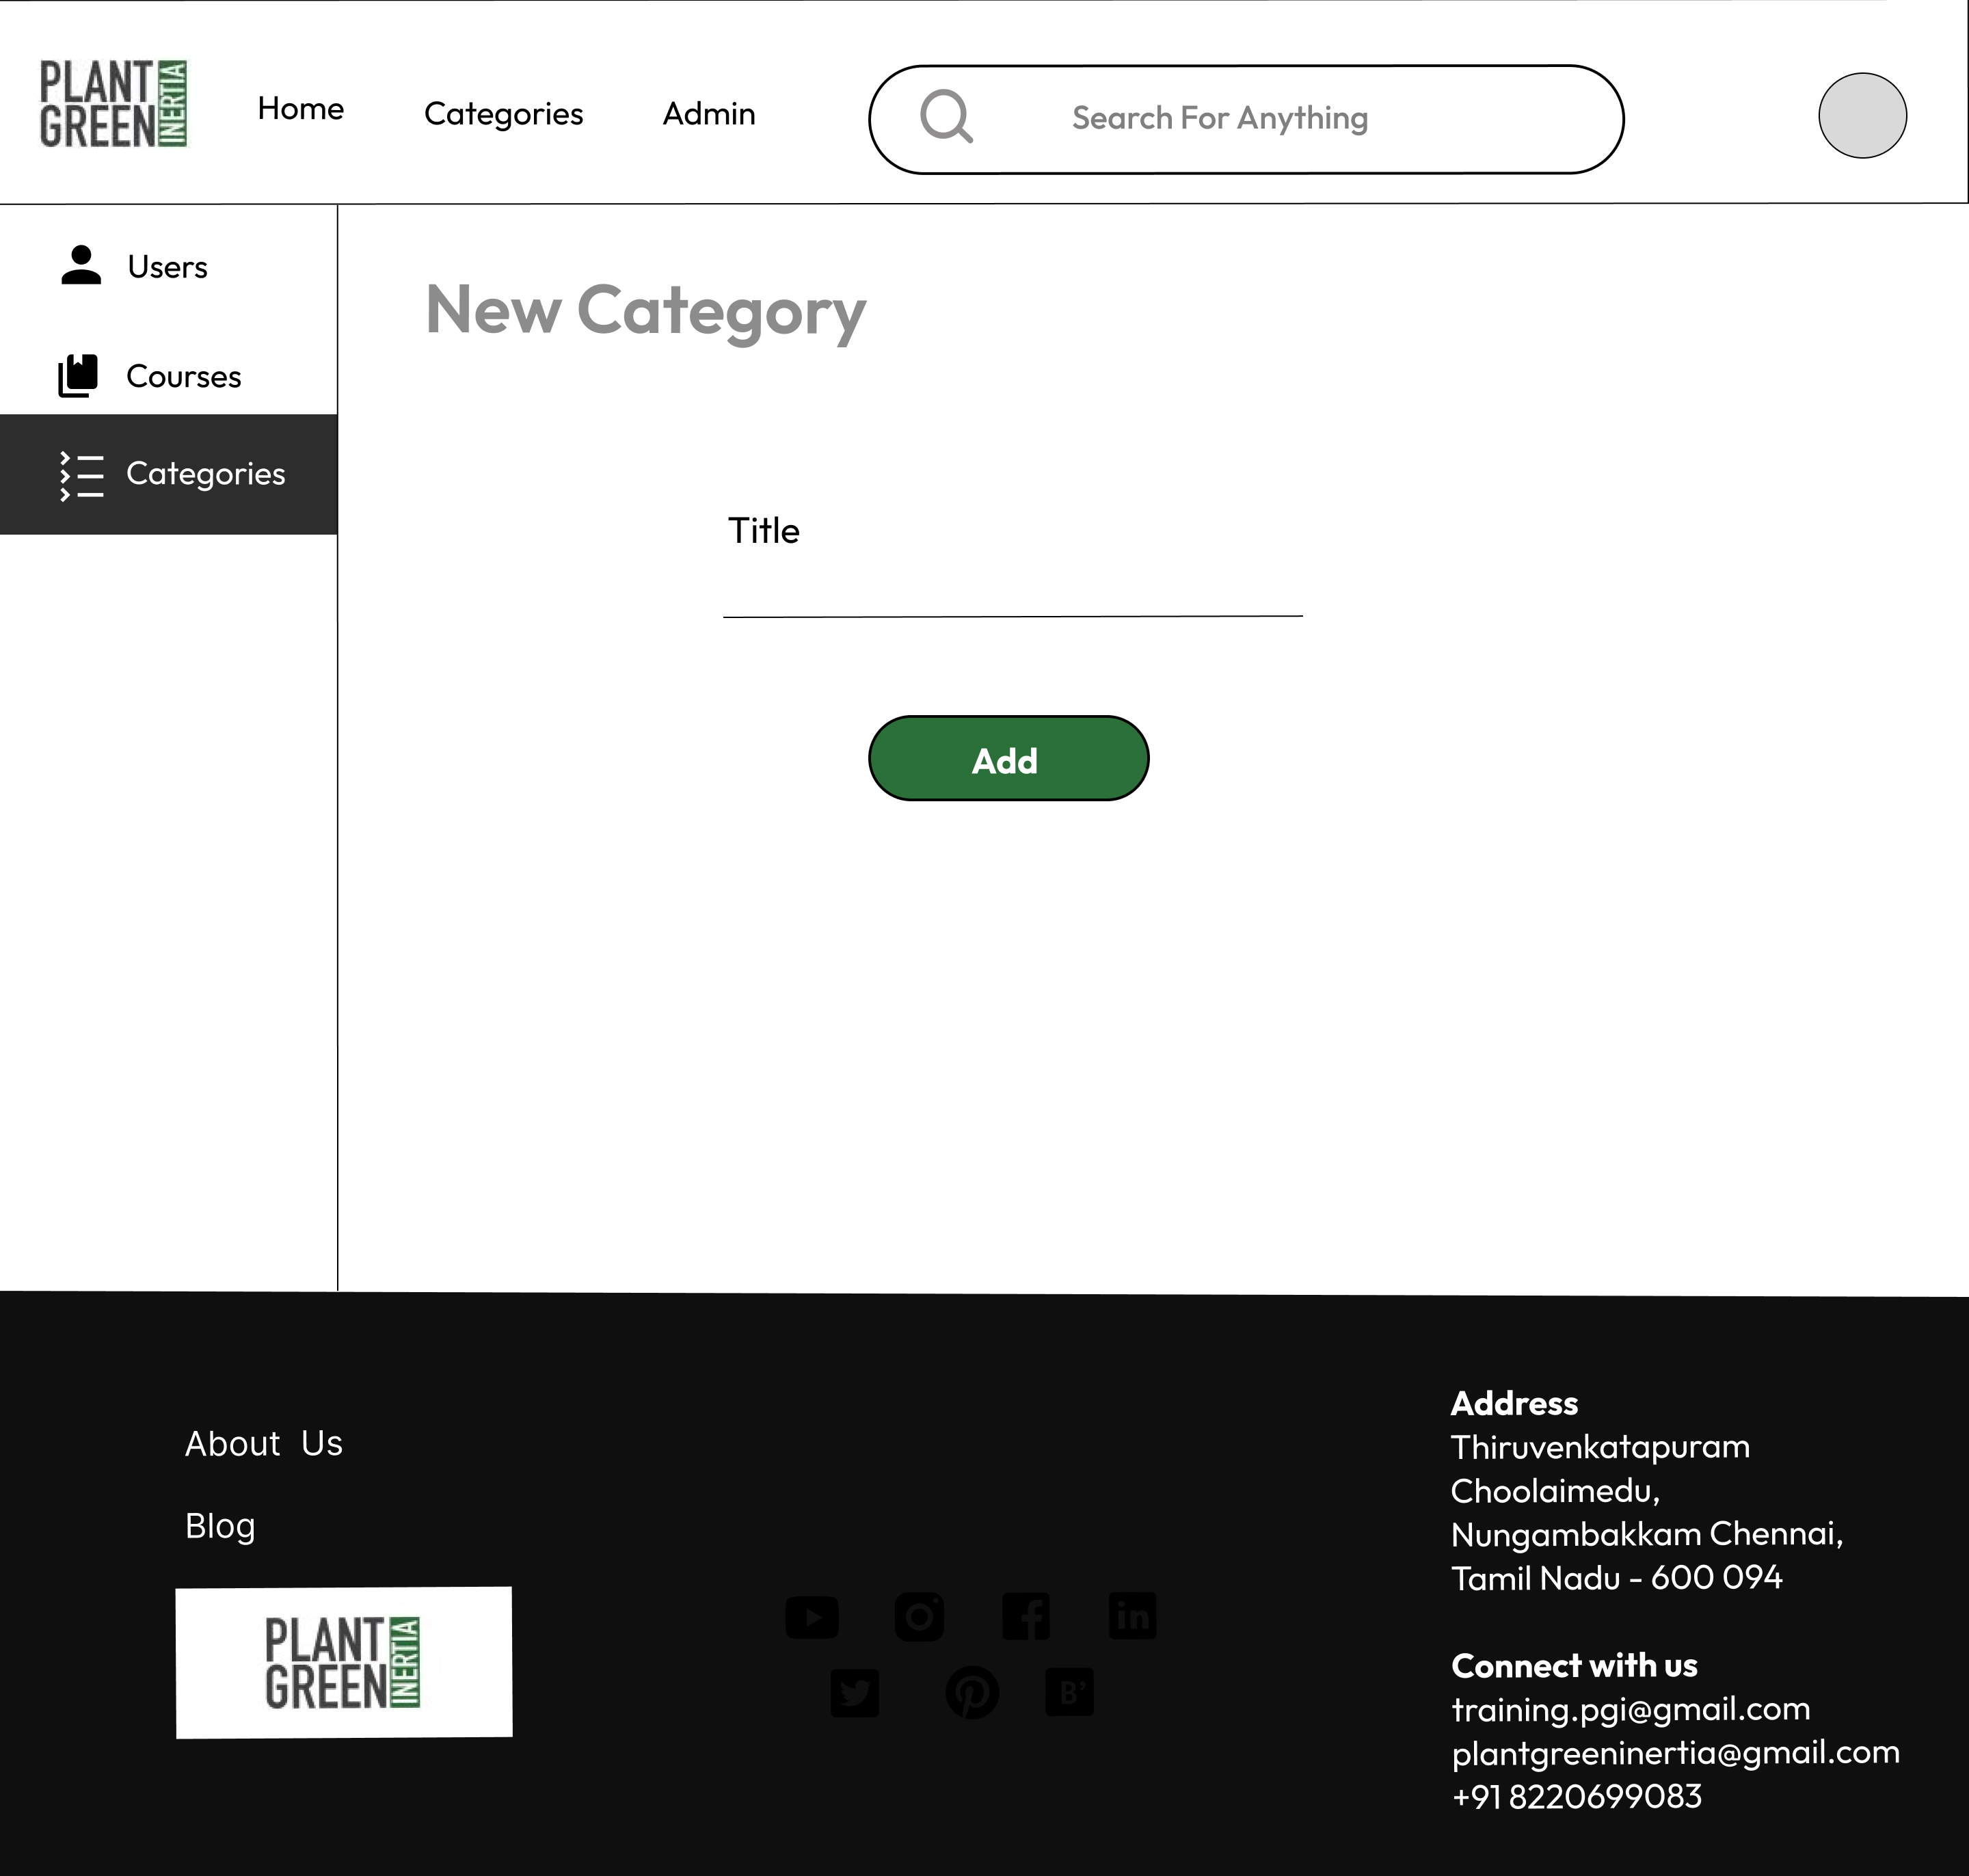 PLANT
GREEN
INERTIA
Home
Categories
Admin
Search For Anything
Users
Courses
Categories
New Category
Title
Add
About Us
Blog
PLANT
GREEN
INERTIA
in
B'
Address
Thiruvenkatapuram
Choolaimedu,
Nungambakkam Chennai,
Tamil Nadu - 600 094
Connect with us
training.pgi@gmail.com
plantgreeninertia@gmail.com
+91 8220699083